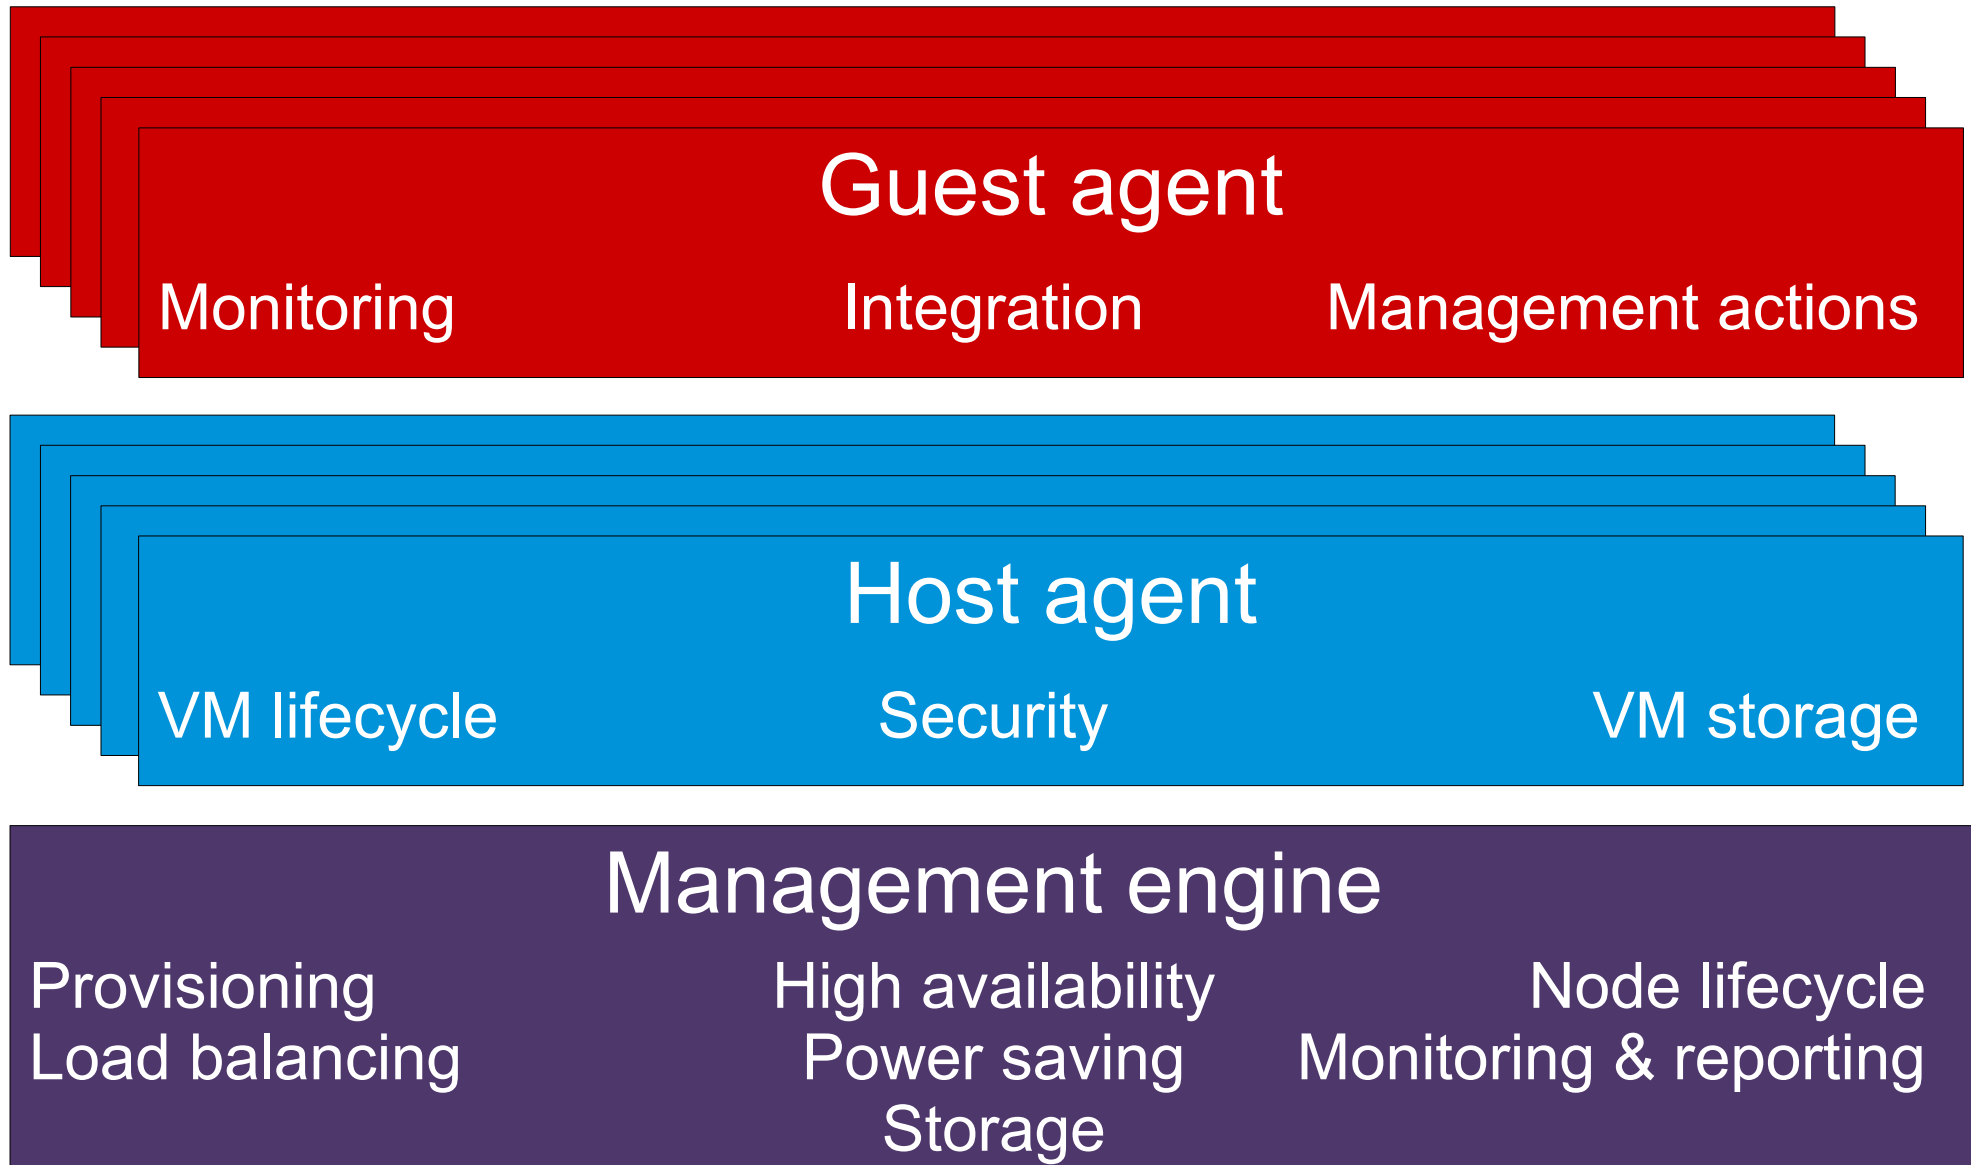 Guest agent
Monitoring Integration Management actions
Host agent
VM lifecycle Security VM storage
Management engine
Provisioning High availability Node lifecycle
Load balancing Power saving Monitoring & reporting
Storage